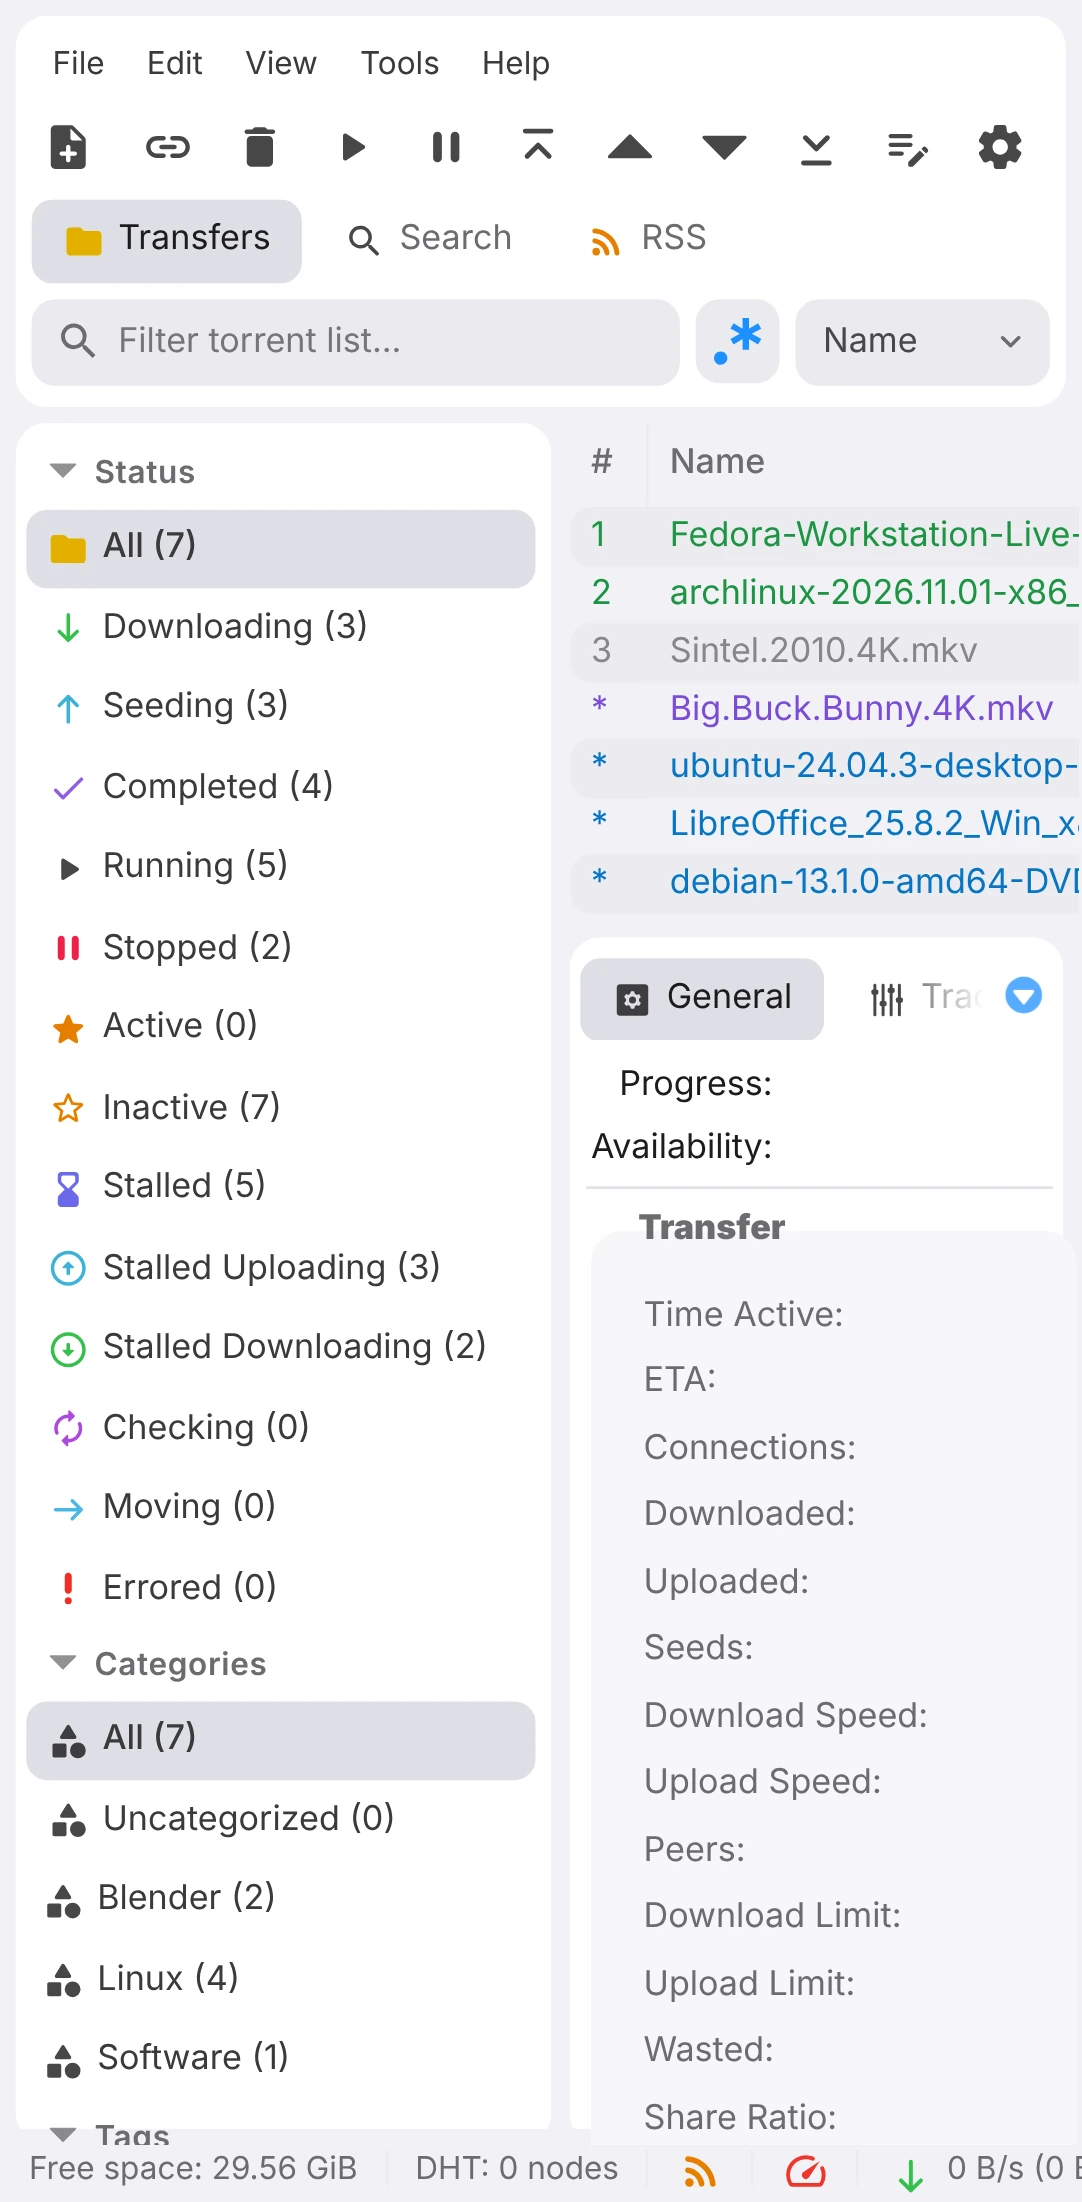 File Edit View Tools Help
Transfers Search RSS
Filter torrent list... .* Name
Status
All (7)
Downloading (3)
Seeding (3)
Completed (4)
Running (5)
Stopped (2)
Active (0)
Inactive (7)
Stalled (5)
Stalled Uploading (3)
Stalled Downloading (2)
Checking (0)
Moving (0)
Errored (0)
Categories
All (7)
Uncategorized (0)
Blender (2)
Linux (4)
Software (1)
Tags
# Name
1 Fedora-Workstation-Live-
2 archlinux-2026.11.01-x86_
3 Sintel.2010.4K.mkv
* Big.Buck.Bunny.4K.mkv
* ubuntu-24.04.3-desktop-
* LibreOffice_25.8.2_Win_x
* debian-13.1.0-amd64-DV
General Trac
Progress:
Availability:
Transfer
Time Active:
ETA:
Connections:
Downloaded:
Uploaded:
Seeds:
Download Speed:
Upload Speed:
Peers:
Download Limit:
Upload Limit:
Wasted:
Share Ratio:
Free space: 29.56 GiB DHT: 0 nodes 0 B/s (0